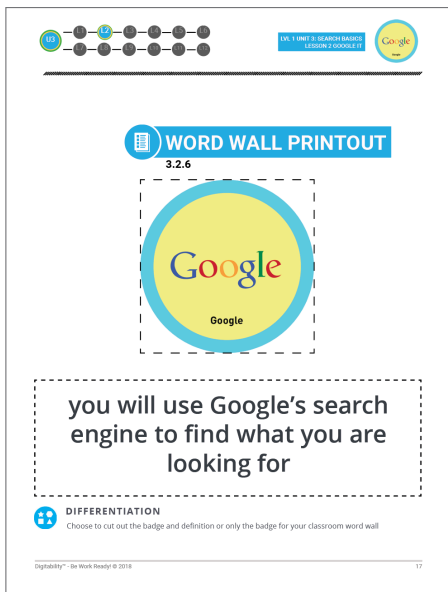 U3
L1 L2 L3 L4 L5 L6
L7 L8 L9 L10 L11 L12
LVL 1 UNIT 3: SEARCH BASICS
LESSON 2 GOOGLE IT
Google
Google
WORD WALL PRINTOUT
3.2.6
Google
Google
you will use Google's search
engine to find what you are
looking for
DIFFERENTIATION
Choose to cut out the badge and definition or only the badge for your classroom word wall
Digitability™ - Be Work Ready! © 2018
17